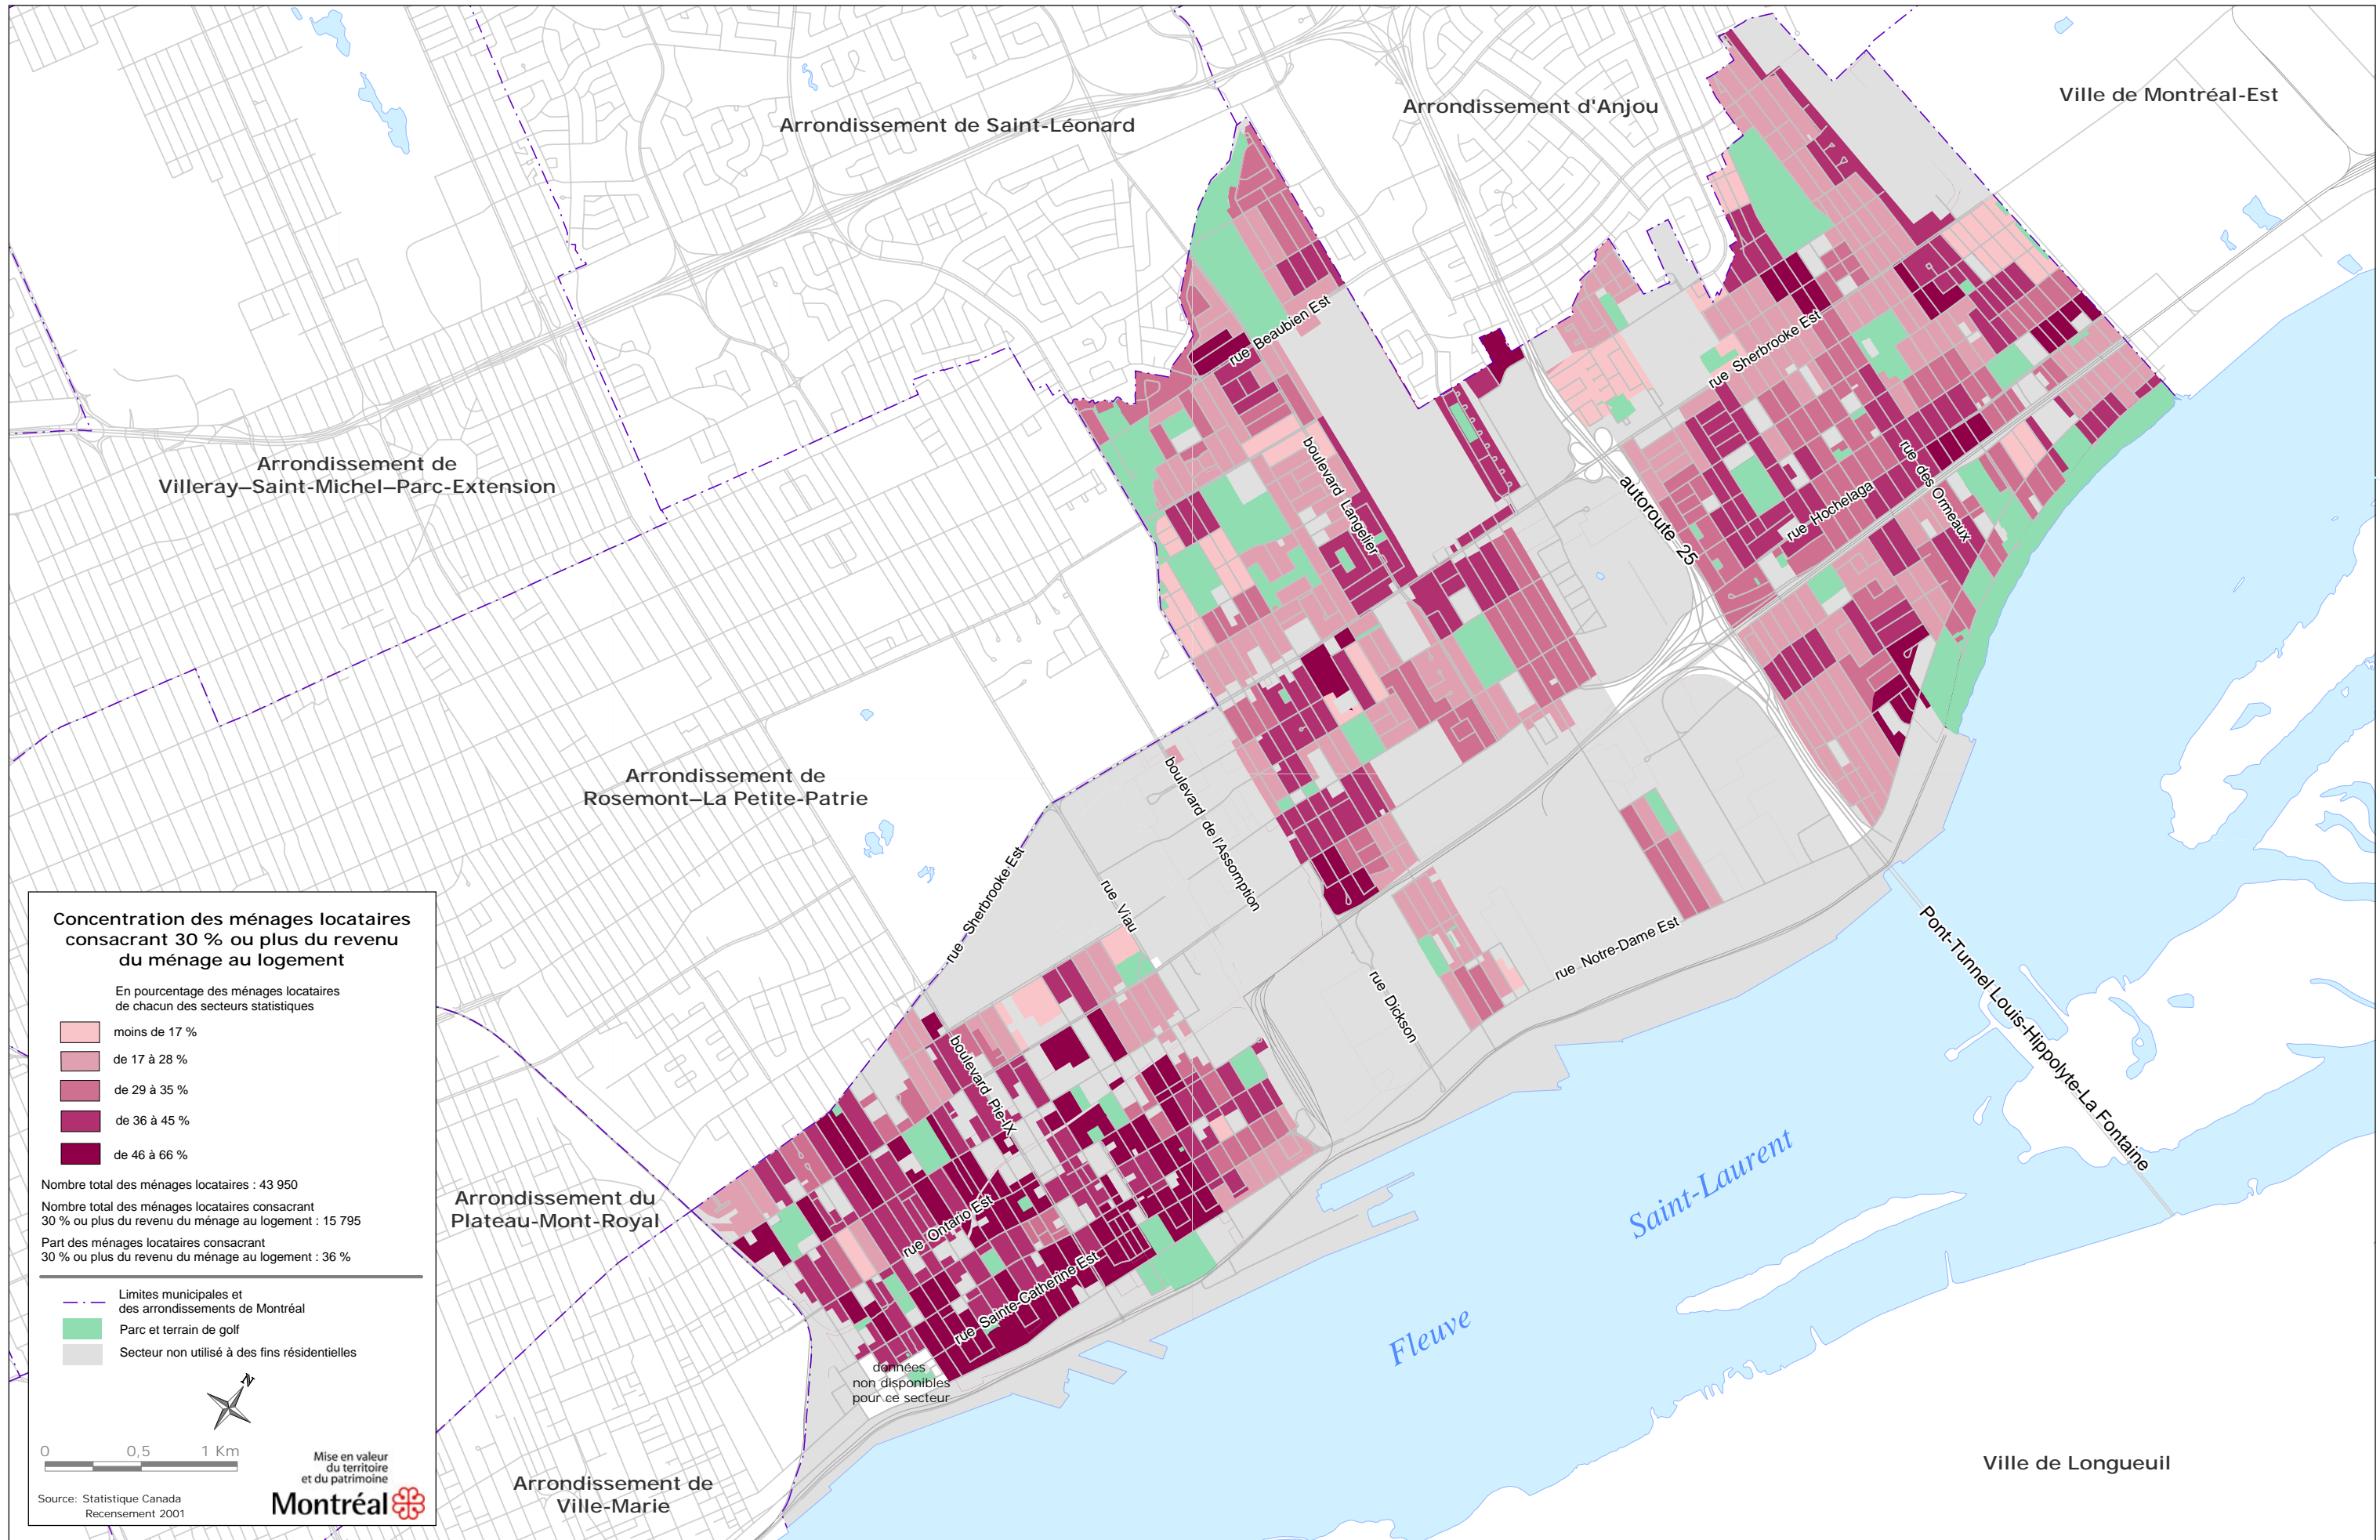 Arrondissement de Saint-Léonard
Arrondissement d'Anjou
Ville de Montréal-Est
Arrondissement de
Villeray–Saint-Michel–Parc-Extension
rue Beaubien Est
boulevard Langelier
rue Sherbrooke Est
autoroute 25
rue Hochelaga
rue des Ormeaux
Arrondissement de
Rosemont–La Petite-Patrie
rue Sherbrooke Est
rue Viau
boulevard de l'Assomption
rue Dickson
rue Notre-Dame Est
Pont-Tunnel Louis-Hippolyte-La Fontaine
boulevard Pie-IX
rue Ontario Est
rue Sainte-Catherine Est
Arrondissement du
Plateau-Mont-Royal
données
non disponibles
pour ce secteur
Fleuve
Saint-Laurent
Arrondissement de
Ville-Marie
Ville de Longueuil
Concentration des ménages locataires
consacrant 30 % ou plus du revenu
du ménage au logement
En pourcentage des ménages locataires
de chacun des secteurs statistiques
moins de 17 %
de 17 à 28 %
de 29 à 35 %
de 36 à 45 %
de 46 à 66 %
Nombre total des ménages locataires : 43 950
Nombre total des ménages locataires consacrant
30 % ou plus du revenu du ménage au logement : 15 795
Part des ménages locataires consacrant
30 % ou plus du revenu du ménage au logement : 36 %
Limites municipales et
des arrondissements de Montréal
Parc et terrain de golf
Secteur non utilisé à des fins résidentielles
N
0 0,5 1 Km
Mise en valeur
du territoire
et du patrimoine
Montréal
Source: Statistique Canada
Recensement 2001